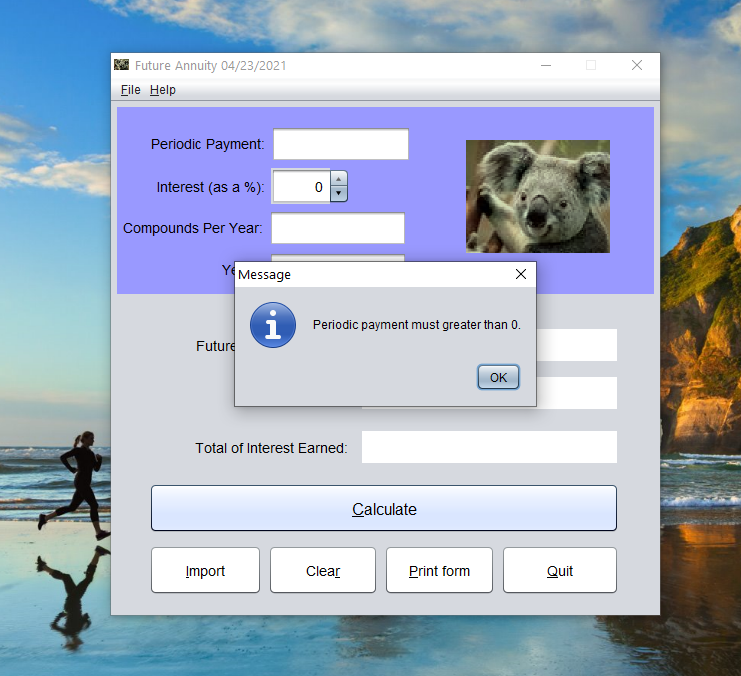 Future Annuity 04/23/2021
File Help
Periodic Payment:
Interest (as a %): 0
Compounds Per Year:
Message
Periodic payment must greater than 0.
OK
Future
Total of Interest Earned:
Calculate
Import Clear Print form Quit